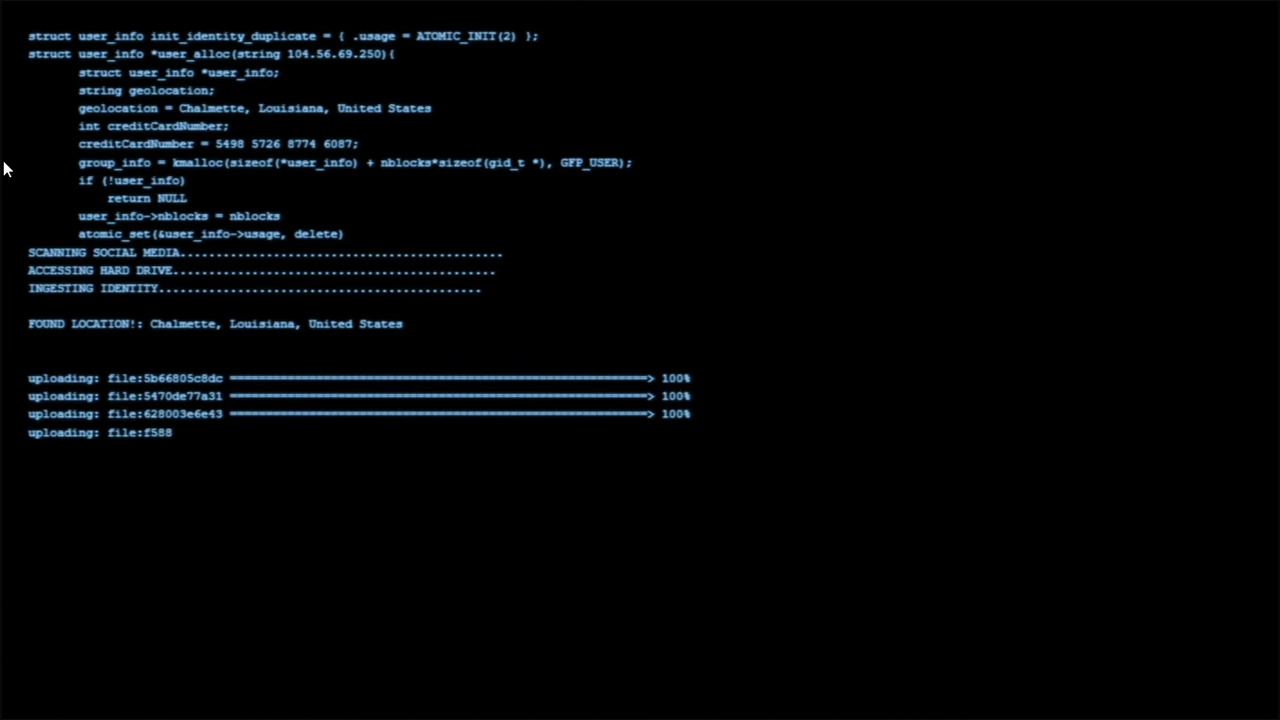 struct user_info init_identity_duplicate = { .usage = ATOMIC_INIT(2) };
struct user_info *user_alloc(string 104.56.69.250){
struct user_info *user_info;
string geolocation;
geolocation = Chalmette, Louisiana, United States
int creditCardNumber;
creditCardNumber = 5498 5726 8774 6087;
group_info = kmalloc(sizeof(*user_info) + nblocks*sizeof(gid_t *), GFP_USER);
if (!user_info)
return NULL
user_info->nblocks = nblocks
atomic_set(&user_info->usage, delete)
SCANNING SOCIAL MEDIA.............................................
ACCESSING HARD DRIVE.............................................
INGESTING IDENTITY.............................................
FOUND LOCATION!: Chalmette, Louisiana, United States
uploading: file:5b66805c8dc ==========================================================> 100%
uploading: file:5470de77a31 ==========================================================> 100%
uploading: file:628003e6e43 ==========================================================> 100%
uploading: file:f588